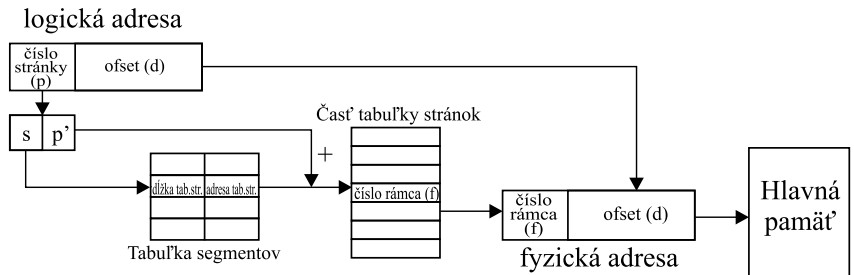 logická adresa
číslo
stránky
(p)
ofset (d)
s
p’
Časť tabuľky stránok
+
dĺžka tab.str.
adresa tab.str.
číslo rámca (f)
Tabuľka segmentov
číslo
rámca
(f)
ofset (d)
fyzická adresa
Hlavná
pamäť